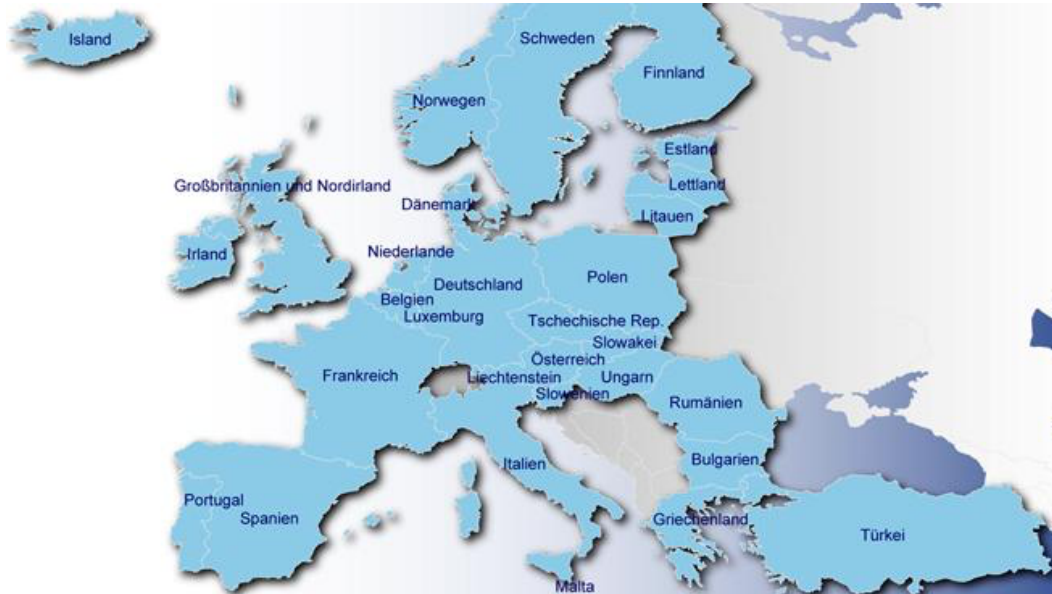 Island
Schweden
Finnland
Norwegen
Estland
Großbritannien und Nordirland
Lettland
Dänemark
Litauen
Irland
Niederlande
Polen
Deutschland
Belgien
Luxemburg
Tschechische Rep.
Slowakei
Österreich
Frankreich
Liechtenstein
Ungarn
Slowenien
Rumänien
Italien
Bulgarien
Portugal
Spanien
Griechenland
Türkei
Malta